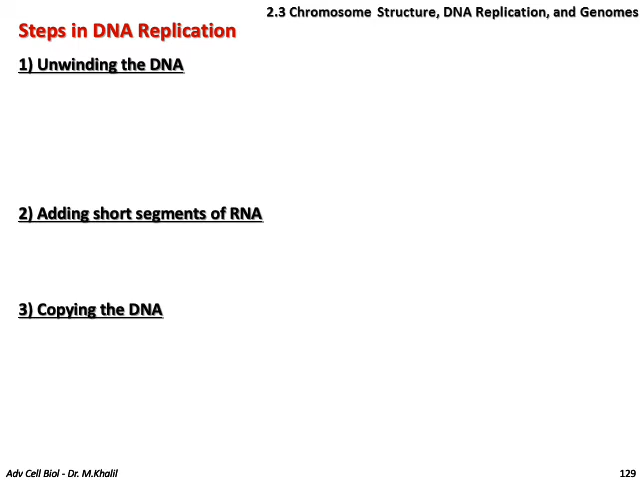 2.3 Chromosome Structure, DNA Replication, and Genomes
Steps in DNA Replication
1) Unwinding the DNA
2) Adding short segments of RNA
3) Copying the DNA
Adv Cell Biol - Dr. M.Khalil
129